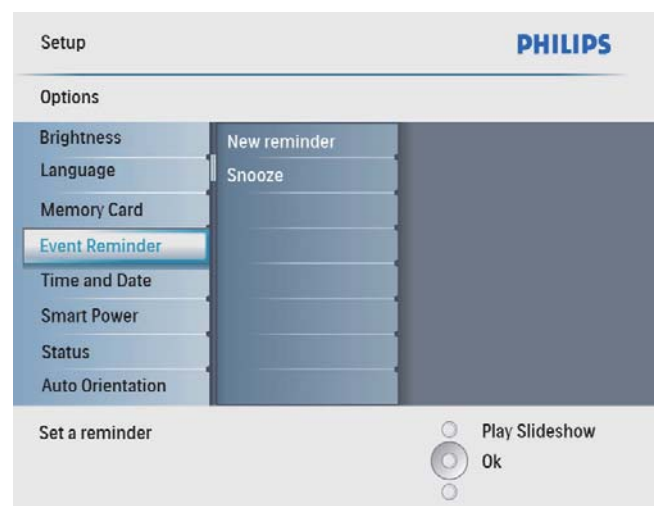 Setup
PHILIPS
Options
Brightness
Language
Memory Card
Event Reminder
Time and Date
Smart Power
Status
Auto Orientation
New reminder
Snooze
Set a reminder
Play Slideshow
Ok